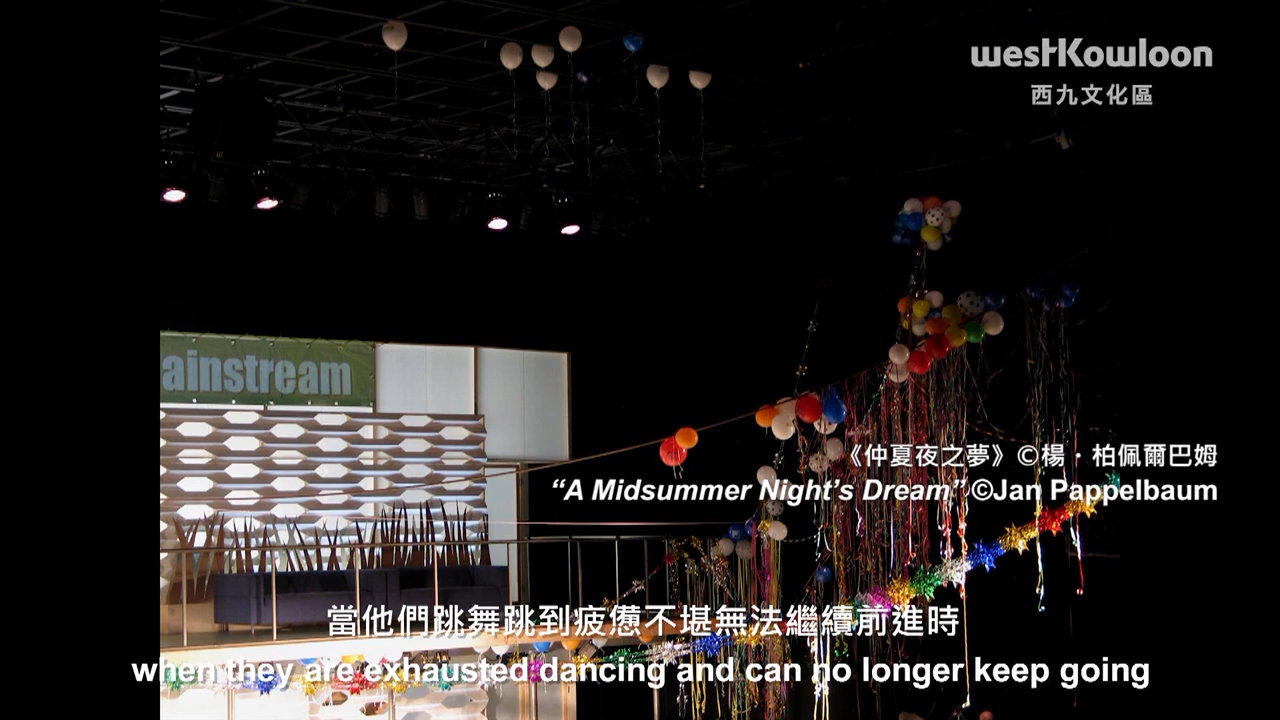 wesHKowloon
西九文化區
ainstream
《仲夏夜之夢》©楊．柏佩爾巴姆
“A Midsummer Night’s Dream” ©Jan Pappelbaum
當他們跳舞跳到疲憊不堪無法繼續前進時
when they are exhausted dancing and can no longer keep going